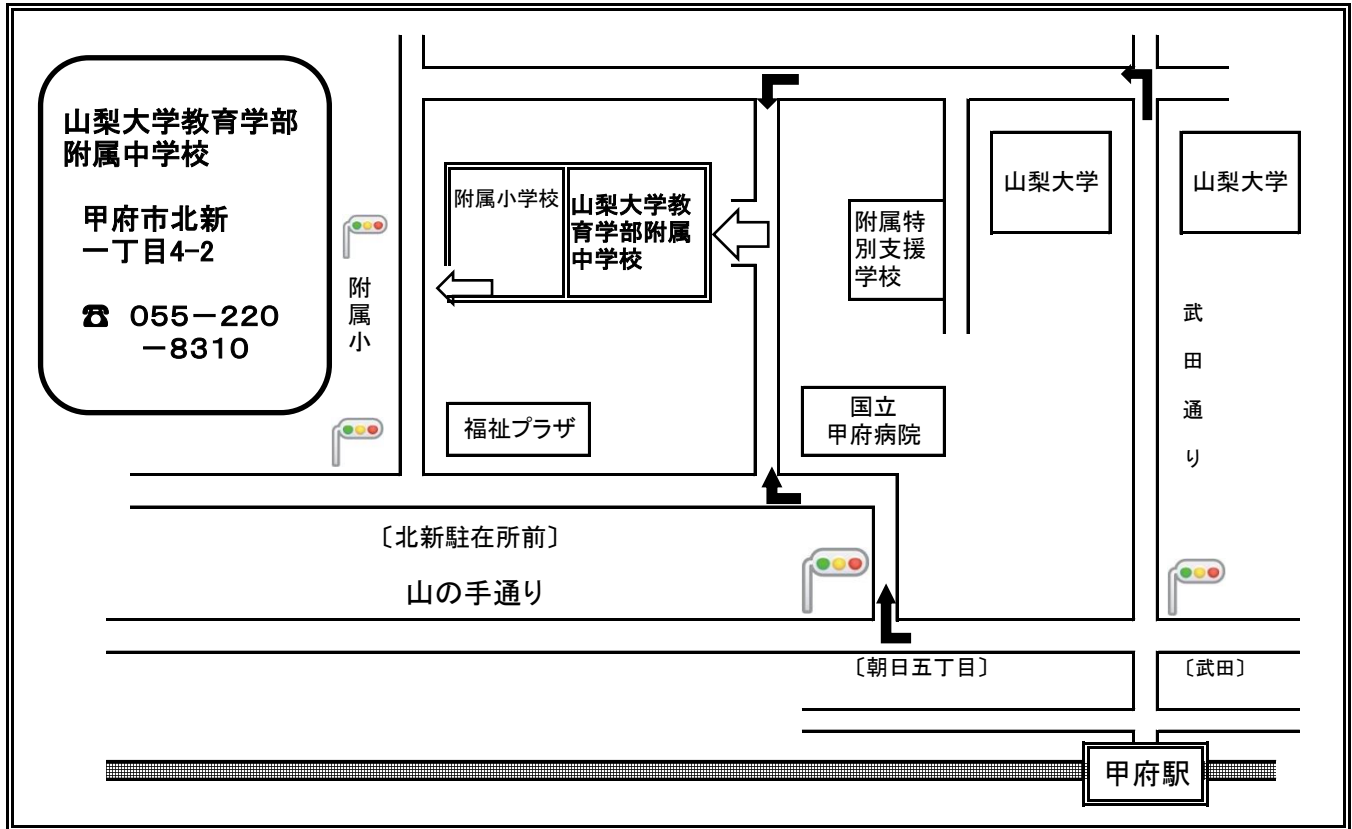 山梨大学教育学部
附属中学校
甲府市北新
一丁目4-2
☎ 055-220
-8310
附属小
附属小学校
山梨大学教
育学部附属
中学校
附属特
別支援
学校
山梨大学
山梨大学
武田通り
福祉プラザ
国立
甲府病院
〔北新駐在所前〕
山の手通り
〔朝日五丁目〕
〔武田〕
甲府駅